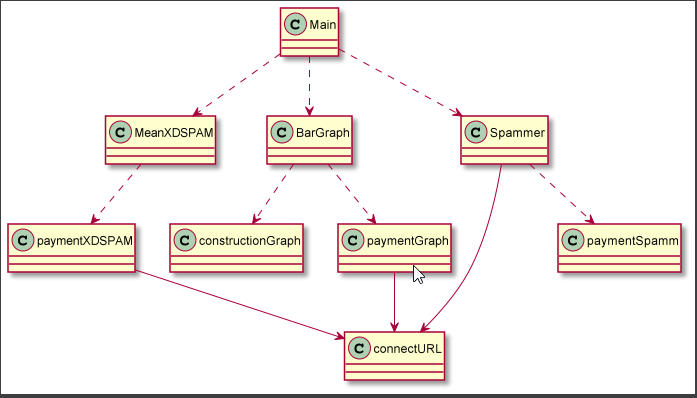 C Main
C MeanXDSPAM
C BarGraph
C Spammer
C paymentXDSPAM
C constructionGraph
C paymentGraph
C paymentSpamm
C connectURL